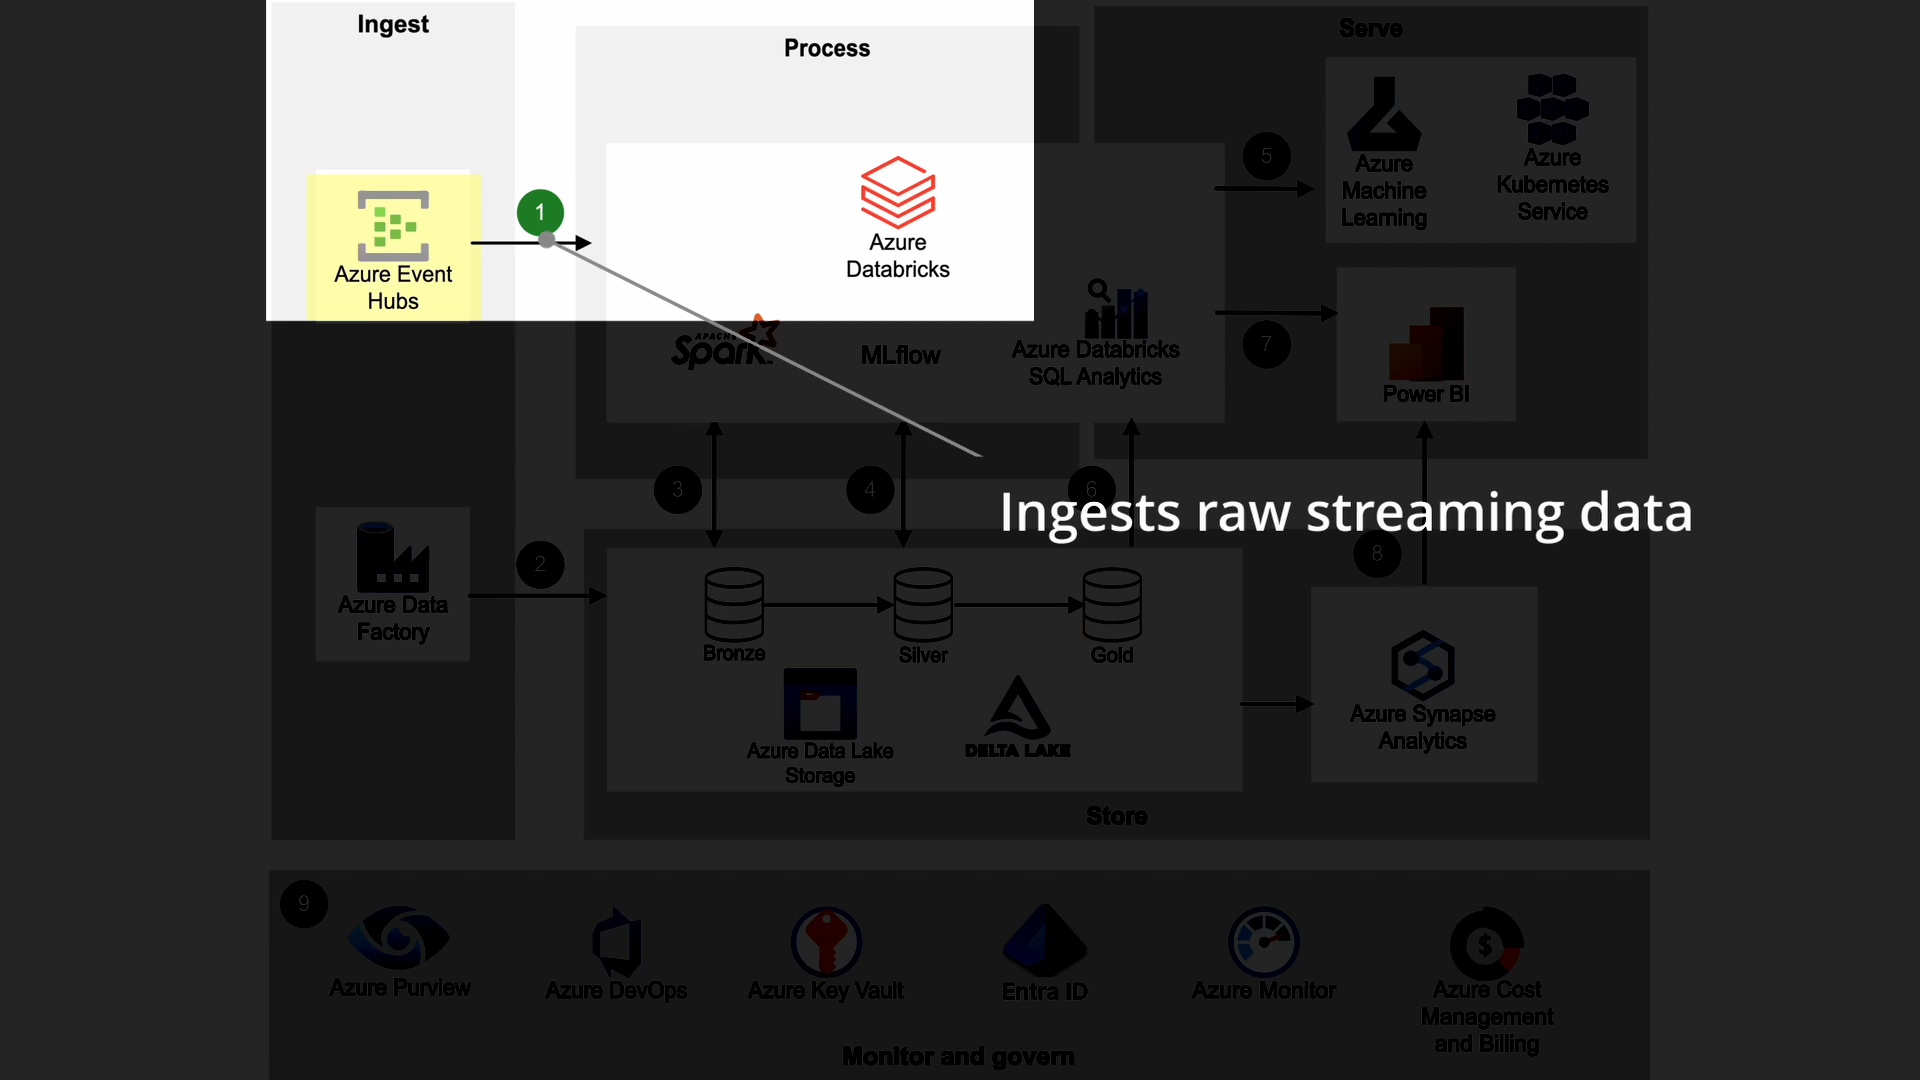 Ingest
Process
Serve
Azure Event
Hubs
1
Azure
Databricks
5
Azure
Machine
Learning
Azure
Kubernetes
Service
APACHE
Spark
MLflow
Azure Databricks
SQL Analytics
7
Power BI
3
4
6
Ingests raw streaming data
8
2
Azure Data
Factory
Bronze
Silver
Gold
Azure Data Lake
Storage
DELTA LAKE
Azure Synapse
Analytics
Store
9
Azure Purview
Azure DevOps
Azure Key Vault
Entra ID
Azure Monitor
$
Azure Cost
Management
and Billing
Monitor and govern